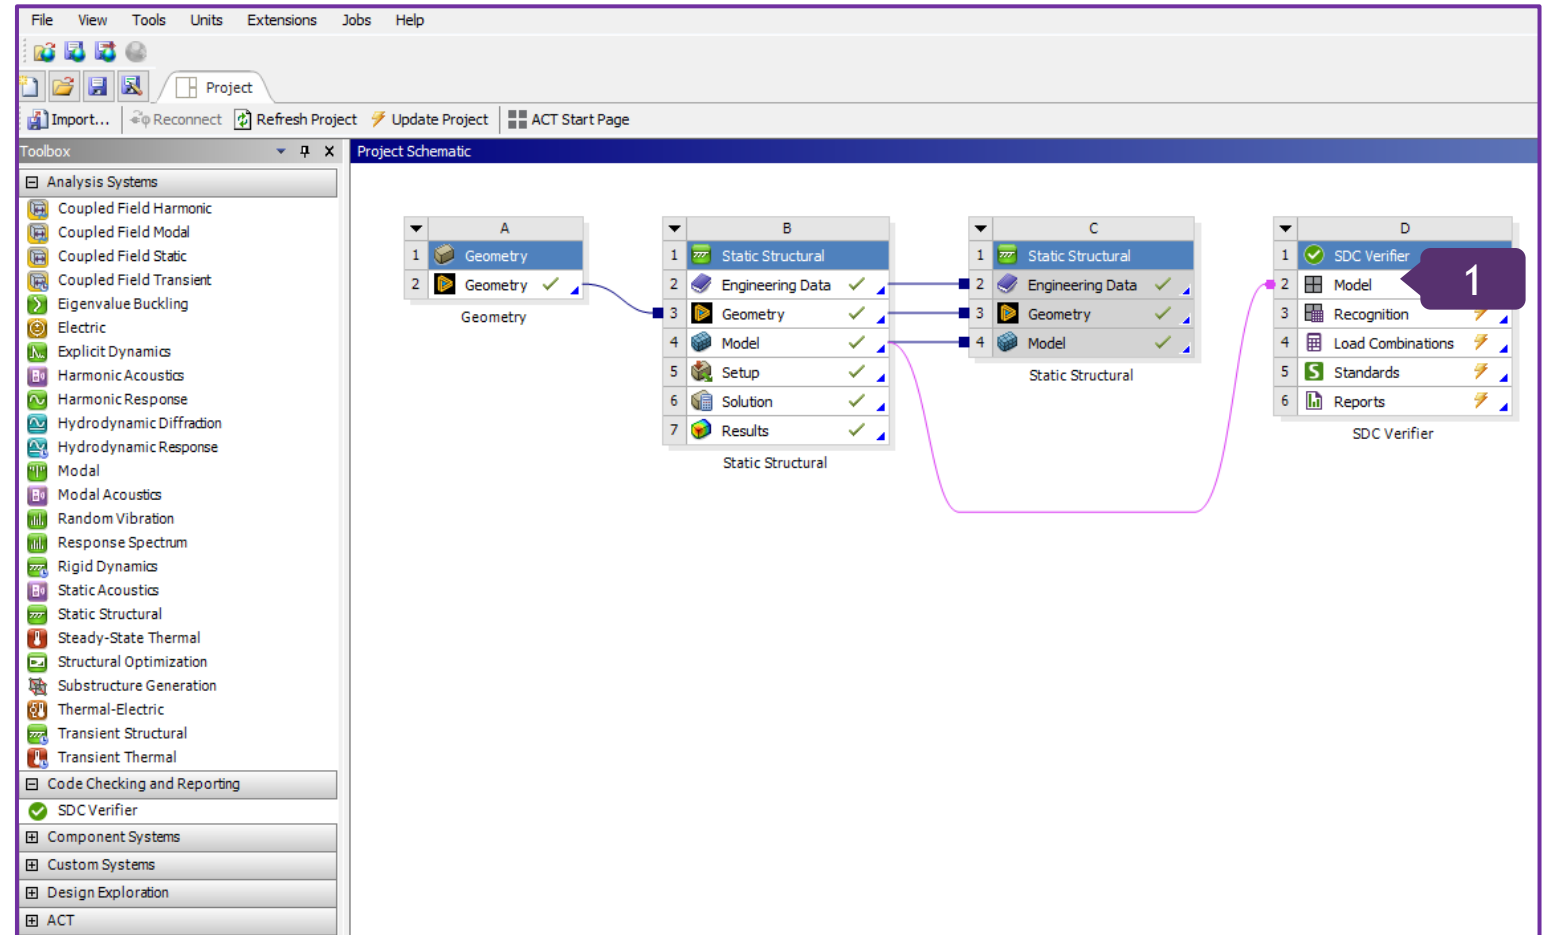 File View Tools Units Extensions Jobs Help
Project
Import... Reconnect Refresh Project Update Project ACT Start Page
Toolbox
Project Schematic
Analysis Systems
Coupled Field Harmonic
Coupled Field Modal
Coupled Field Static
Coupled Field Transient
Eigenvalue Buckling
Electric
Explicit Dynamics
Harmonic Acoustics
Harmonic Response
Hydrodynamic Diffraction
Hydrodynamic Response
Modal
Modal Acoustics
Random Vibration
Response Spectrum
Rigid Dynamics
Static Acoustics
Static Structural
Steady-State Thermal
Structural Optimization
Substructure Generation
Thermal-Electric
Transient Structural
Transient Thermal
Code Checking and Reporting
SDC Verifier
Component Systems
Custom Systems
Design Exploration
ACT
A
1 Geometry
2 Geometry
Geometry
B
1 Static Structural
2 Engineering Data
3 Geometry
4 Model
5 Setup
6 Solution
7 Results
Static Structural
C
1 Static Structural
2 Engineering Data
3 Geometry
4 Model
Static Structural
D
1 SDC Verifier
2 Model
3 Recognition
4 Load Combinations
5 Standards
6 Reports
SDC Verifier
1